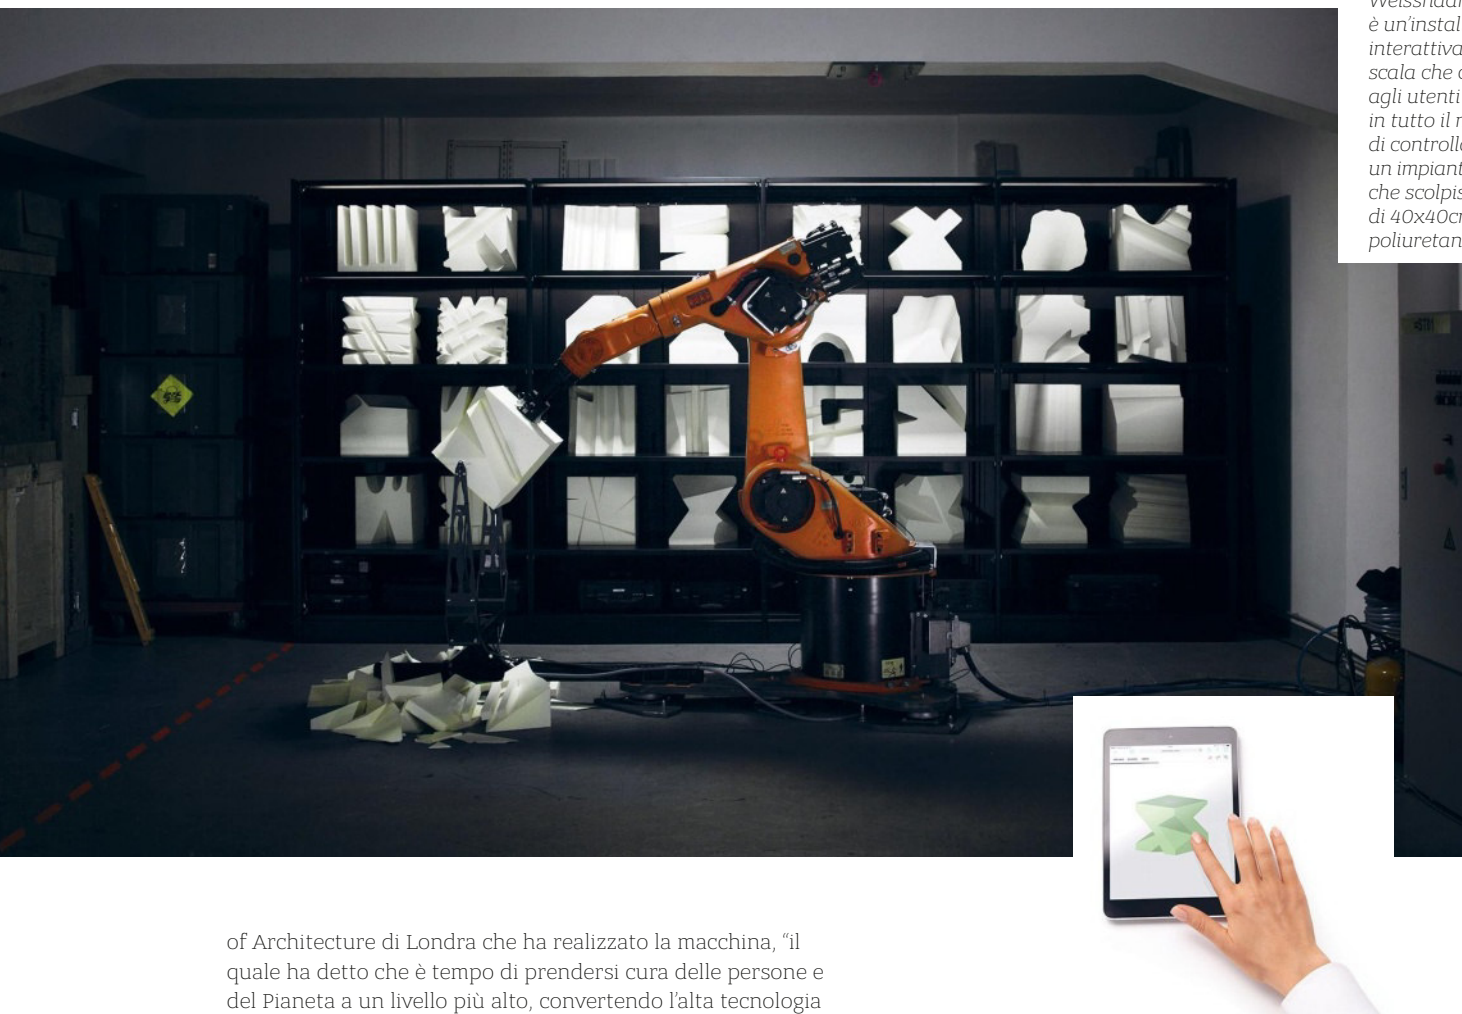 è un'instal
interattiva
scala che
agli utenti
in tutto il
di controllo
un impiant
che scolpis
di 40x40cm
poliuretan
of Architecture di Londra che ha realizzato la macchina, “il
quale ha detto che è tempo di prendersi cura delle persone e
del Pianeta a un livello più alto, convertendo l’alta tecnologia